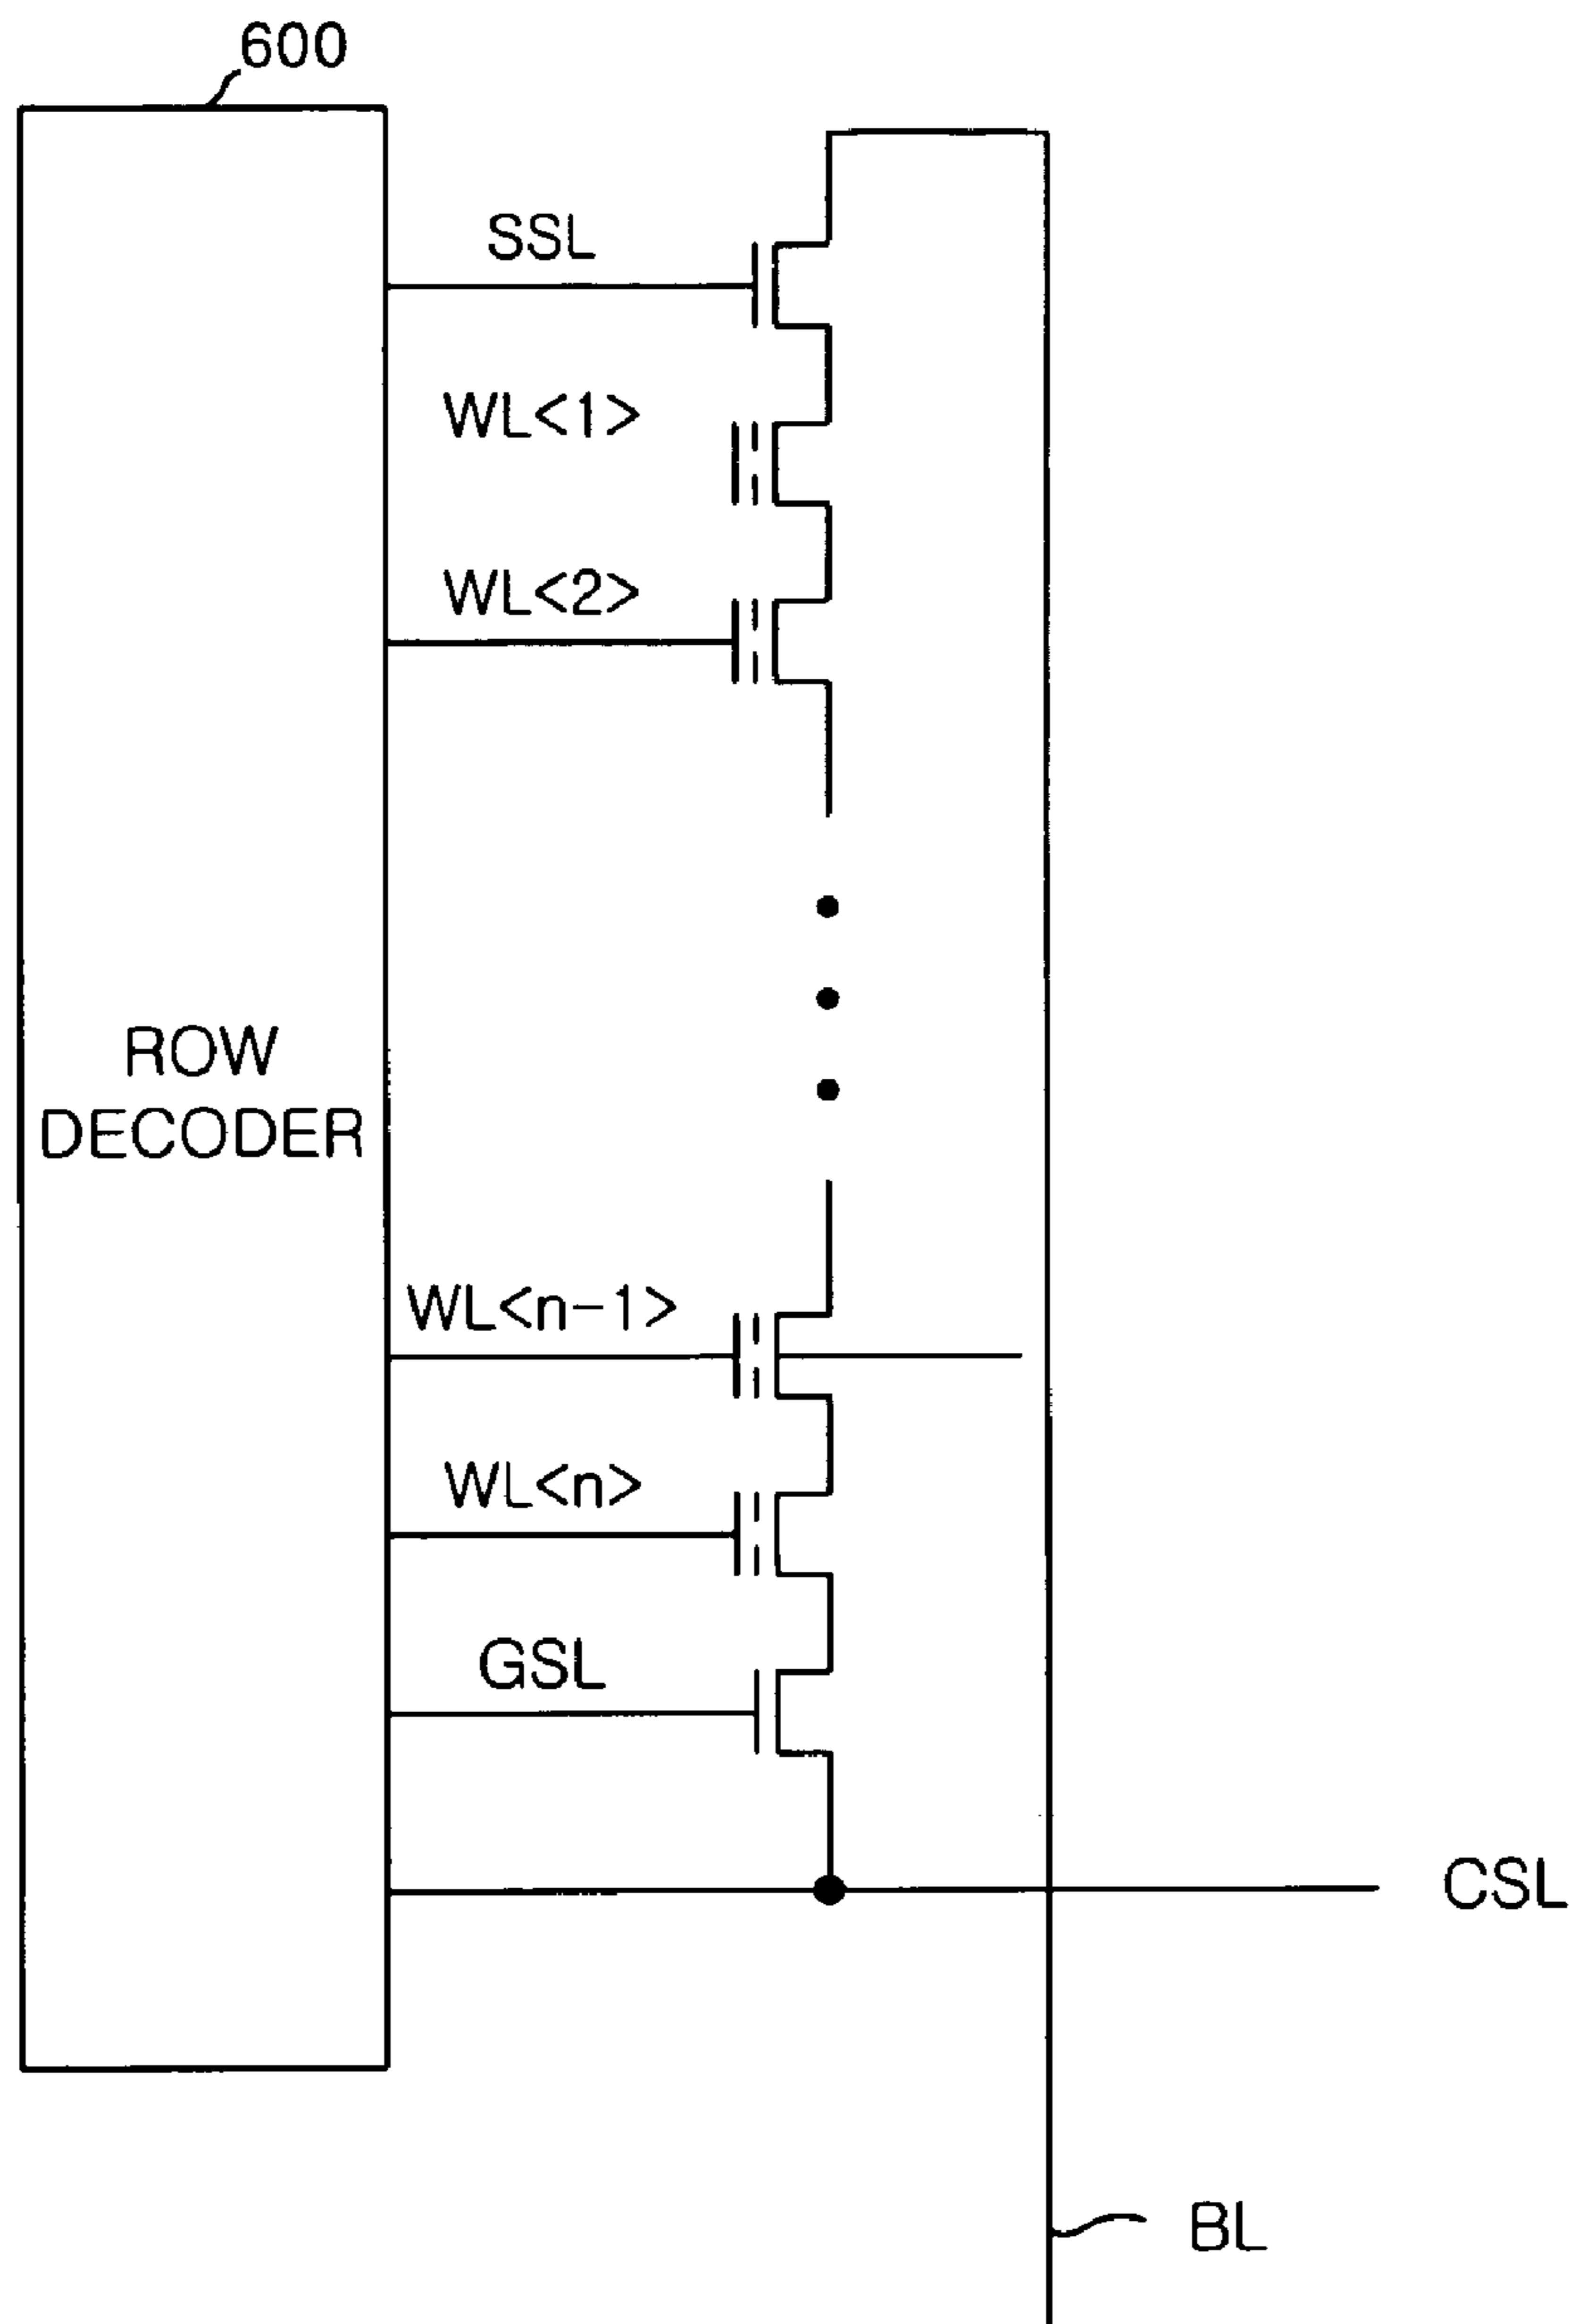 600
SSL
WL<1>
WL<2>
ROW
DECODER
WL<n-1>
WL<n>
GSL
CSL
BL